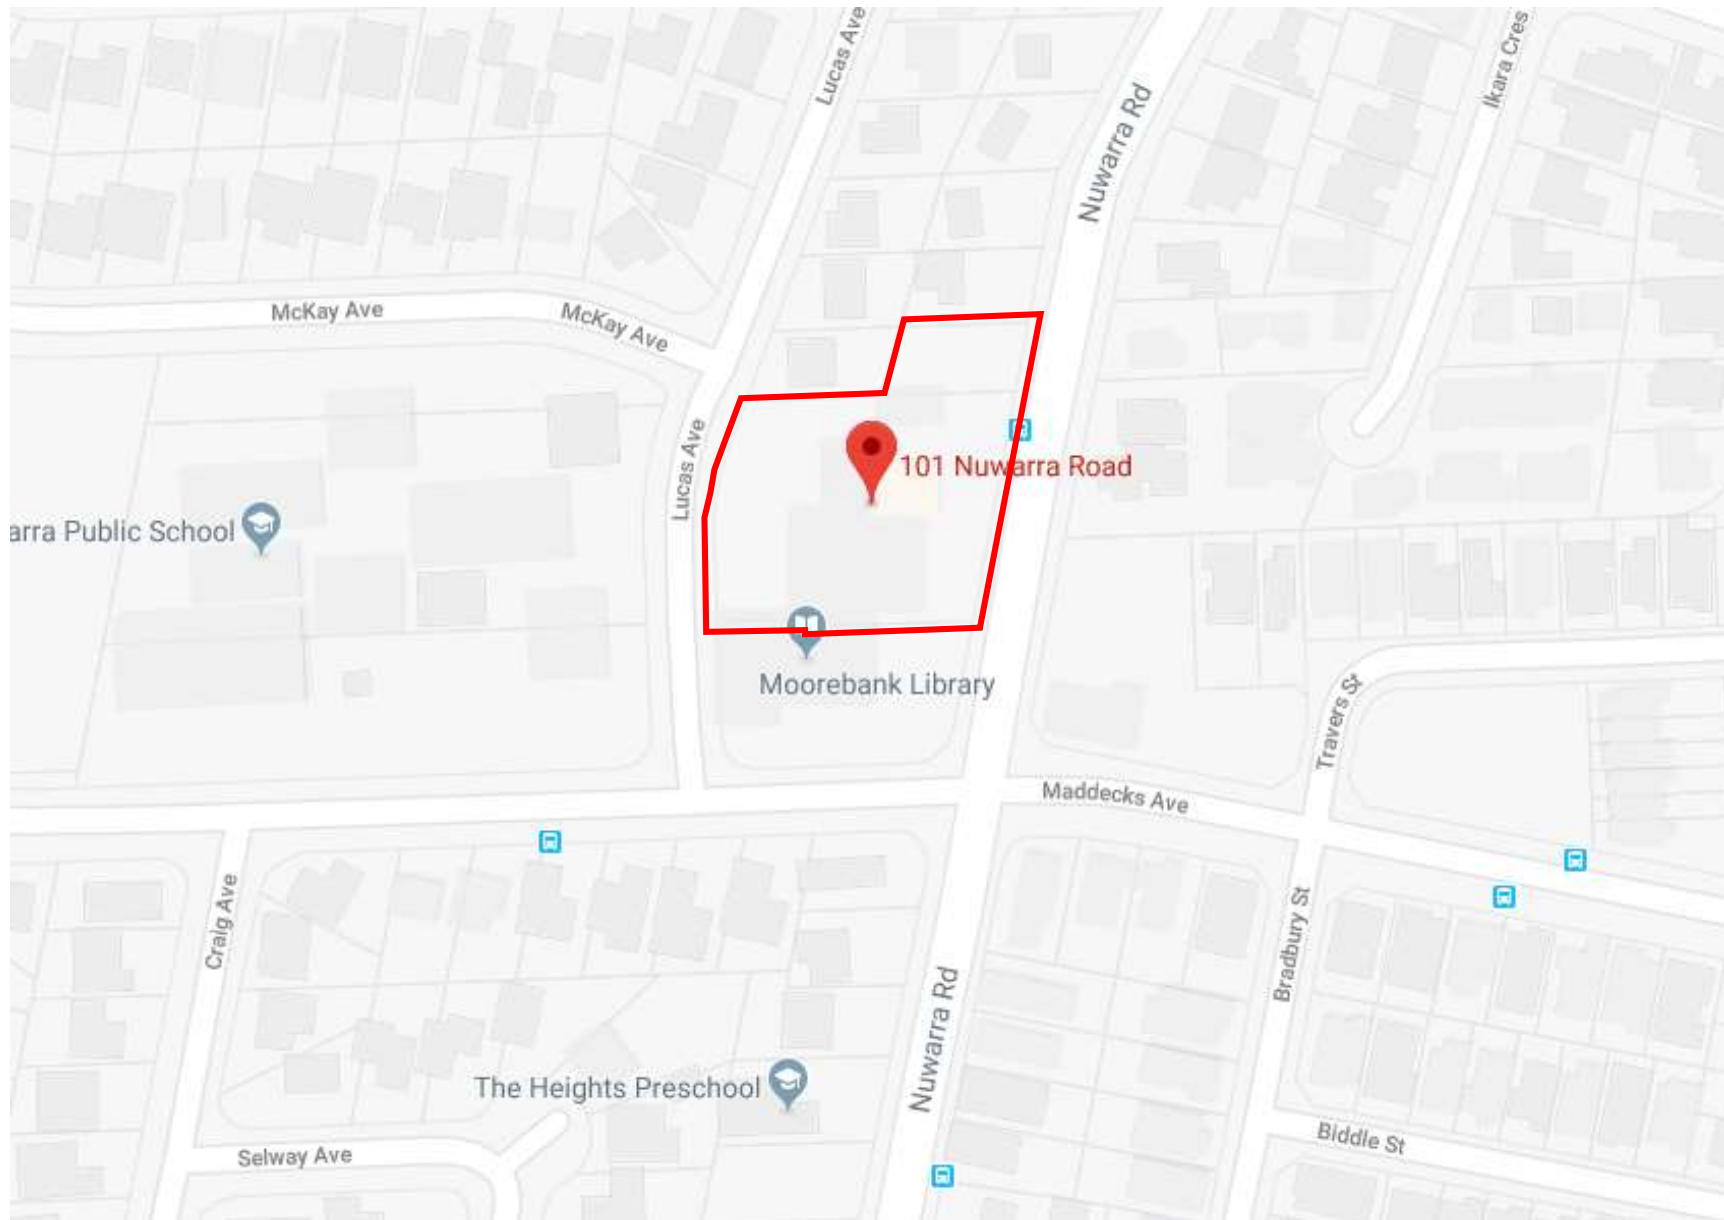 Lucas Ave
Ikara Cres
Nuwarra Rd
McKay Ave
McKay Ave
Lucas Ave
101 Nuwarra Road
arra Public School
Moorebank Library
Travers St
Maddecks Ave
Craig Ave
Bradbury St
Nuwarra Rd
The Heights Preschool
Biddle St
Selway Ave